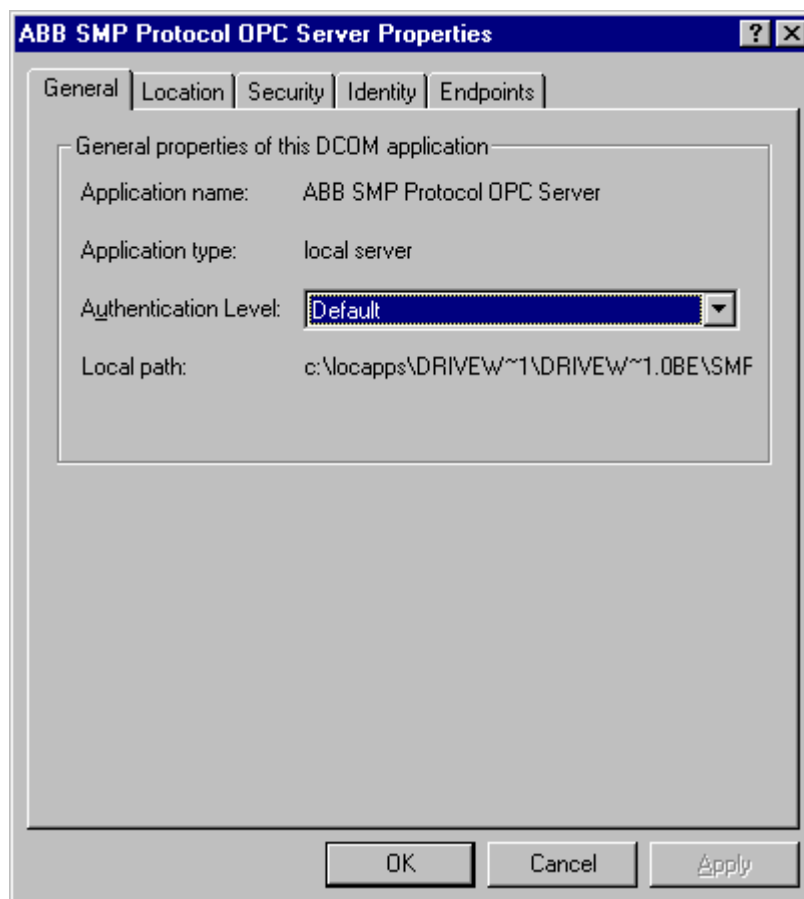 ABB SMP Protocol OPC Server Properties
General Location Security Identity Endpoints
General properties of this DCOM application
Application name: ABB SMP Protocol OPC Server
Application type: local server
Authentication Level: Default
Local path: c:\locapps\DRIVEW~1\DRIVEW~1.0BE\SMP
OK Cancel Apply